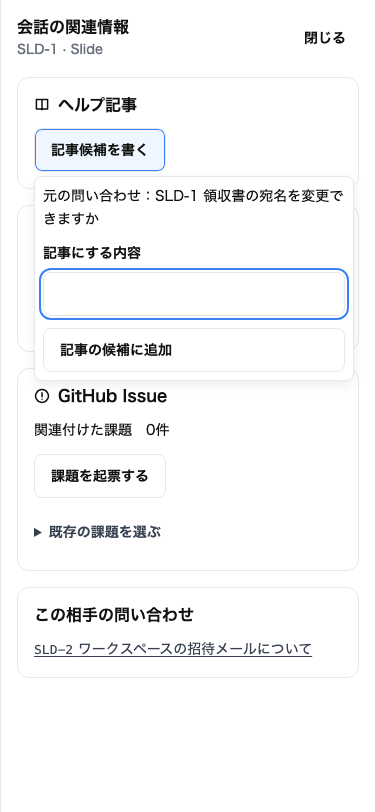 会話の関連情報
SLD-1 · Slide
閉じる
ヘルプ記事
記事候補を書く
元の問い合わせ：SLD-1 領収書の宛名を変更で
きますか
記事にする内容
記事の候補に追加
GitHub Issue
関連付けた課題　0件
課題を起票する
▶ 既存の課題を選ぶ
この相手の問い合わせ
SLD–2 ワークスペースの招待メールについて